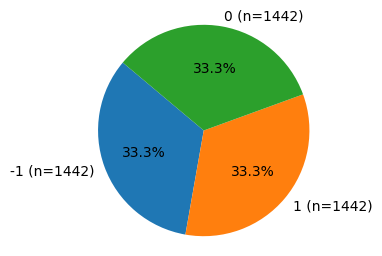 0 (n=1442)
33.3%
33.3%
-1 (n=1442)
33.3%
1 (n=1442)